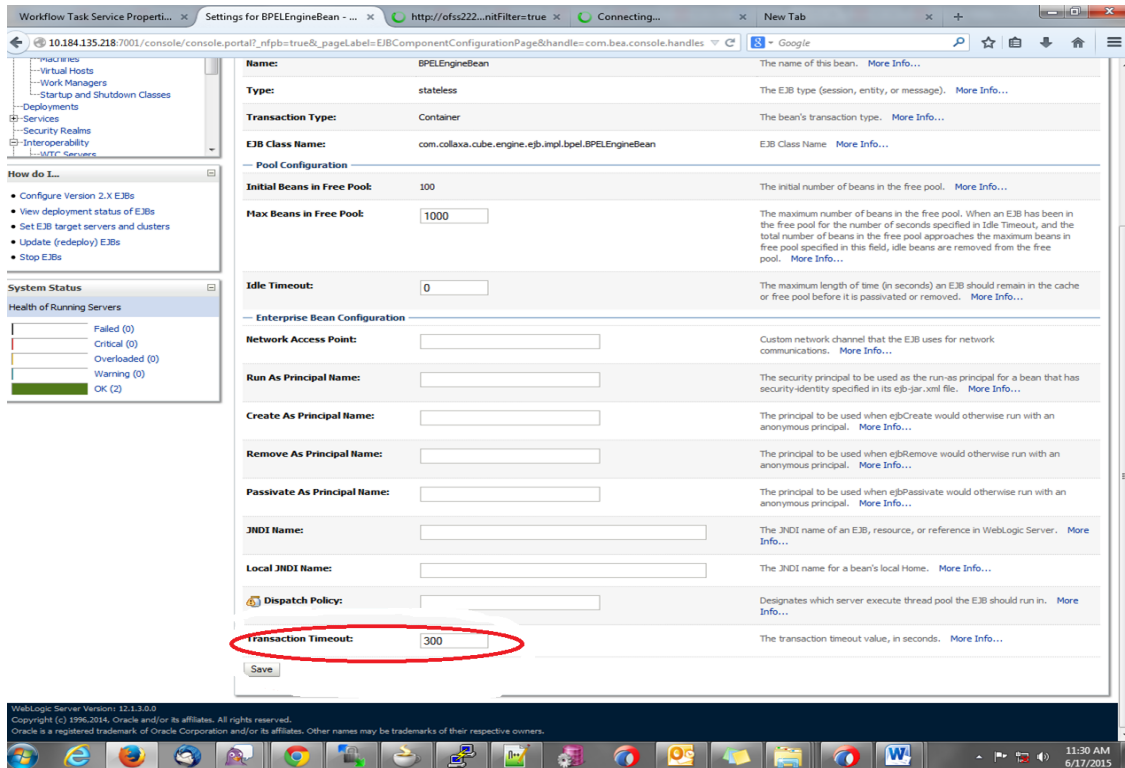 Workflow Task Service Properti... ×
Settings for BPELEngineBean - ... ×
http://ofss222...nitFilter=true ×
Connecting... ×
New Tab × +
10.184.135.218:7001/console/console.portal?_nfpb=true&_pageLabel=EJBComponentConfigurationPage&handle=com.bea.console.handles
Google
Machines
Virtual Hosts
Work Managers
Startup and Shutdown Classes
Deployments
Services
Security Realms
Interoperability
WTC Servers
How do I...
Configure Version 2.X EJBs
View deployment status of EJBs
Set EJB target servers and clusters
Update (redeploy) EJBs
Stop EJBs
System Status
Health of Running Servers
Failed (0)
Critical (0)
Overloaded (0)
Warning (0)
OK (2)
Name: BPELEngineBean The name of this bean. More Info...
Type: stateless The EJB type (session, entity, or message). More Info...
Transaction Type: Container The bean's transaction type. More Info...
EJB Class Name: com.collaxa.cube.engine.ejb.impl.bpel.BPELEngineBean EJB Class Name More Info...
Pool Configuration
Initial Beans in Free Pool: 100 The initial number of beans in the free pool. More Info...
Max Beans in Free Pool: 1000 The maximum number of beans in the free pool. When an EJB has been in
the free pool for the number of seconds specified in Idle Timeout, and the
total number of beans in the free pool approaches the maximum beans in
free pool specified in this field, idle beans are removed from the free
pool. More Info...
Idle Timeout: 0 The maximum length of time (in seconds) an EJB should remain in the cache
or free pool before it is passivated or removed. More Info...
Enterprise Bean Configuration
Network Access Point: Custom network channel that the EJB uses for network
communications. More Info...
Run As Principal Name: The security principal to be used as the run-as principal for a bean that has
security-identity specified in its ejb-jar.xml file. More Info...
Create As Principal Name: The principal to be used when ejbCreate would otherwise run with an
anonymous principal. More Info...
Remove As Principal Name: The principal to be used when ejbRemove would otherwise run with an
anonymous principal. More Info...
Passivate As Principal Name: The principal to be used when ejbPassivate would otherwise run with an
anonymous principal. More Info...
JNDI Name: The JNDI name of an EJB, resource, or reference in WebLogic Server. More
Info...
Local JNDI Name: The JNDI name for a bean's local Home. More Info...
Dispatch Policy: Designates which server execute thread pool the EJB should run in. More
Info...
Transaction Timeout: 300 The transaction timeout value, in seconds. More Info...
Save
WebLogic Server Version: 12.1.3.0.0
Copyright (c) 1996,2014, Oracle and/or its affiliates. All rights reserved.
Oracle is a registered trademark of Oracle Corporation and/or its affiliates. Other names may be trademarks of their respective owners.
11:30 AM
6/17/2015